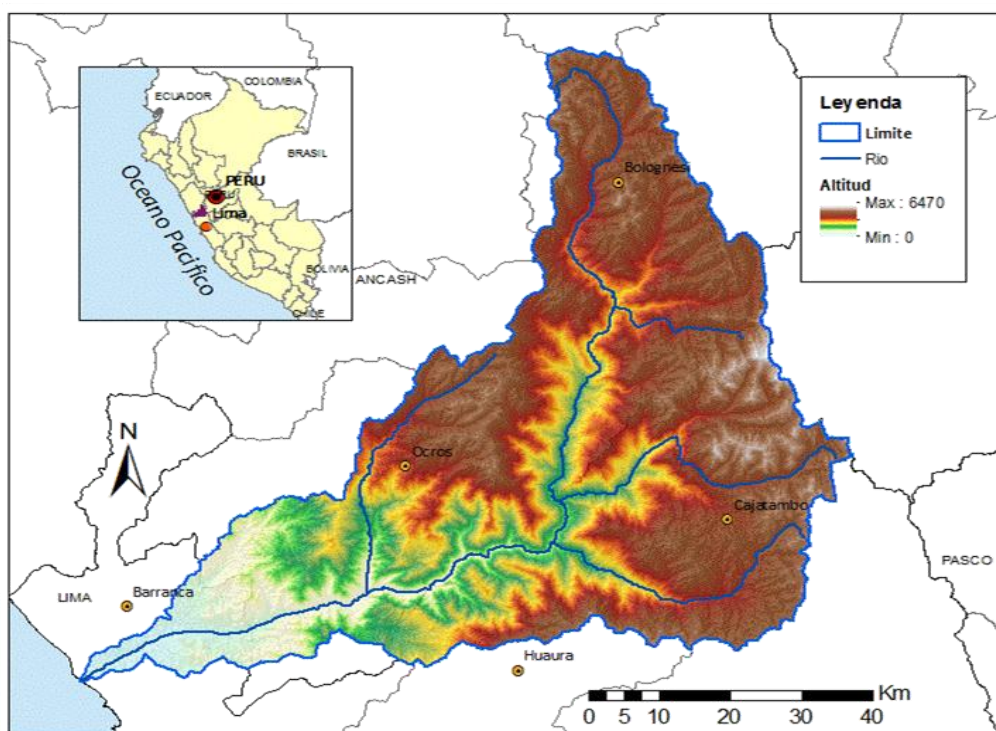 COLOMBIA
ECUADOR
BRASIL
PERU
Lima
Oceano Pacifico
BOLIVIA
CHILE
Leyenda
Limite
Rio
Altitud
Max : 6470
Min : 0
Bolognesi
ANCASH
N
Ocros
Cajatambo
PASCO
LIMA
Barranca
Huaura
Km
0 5 10 20 30 40